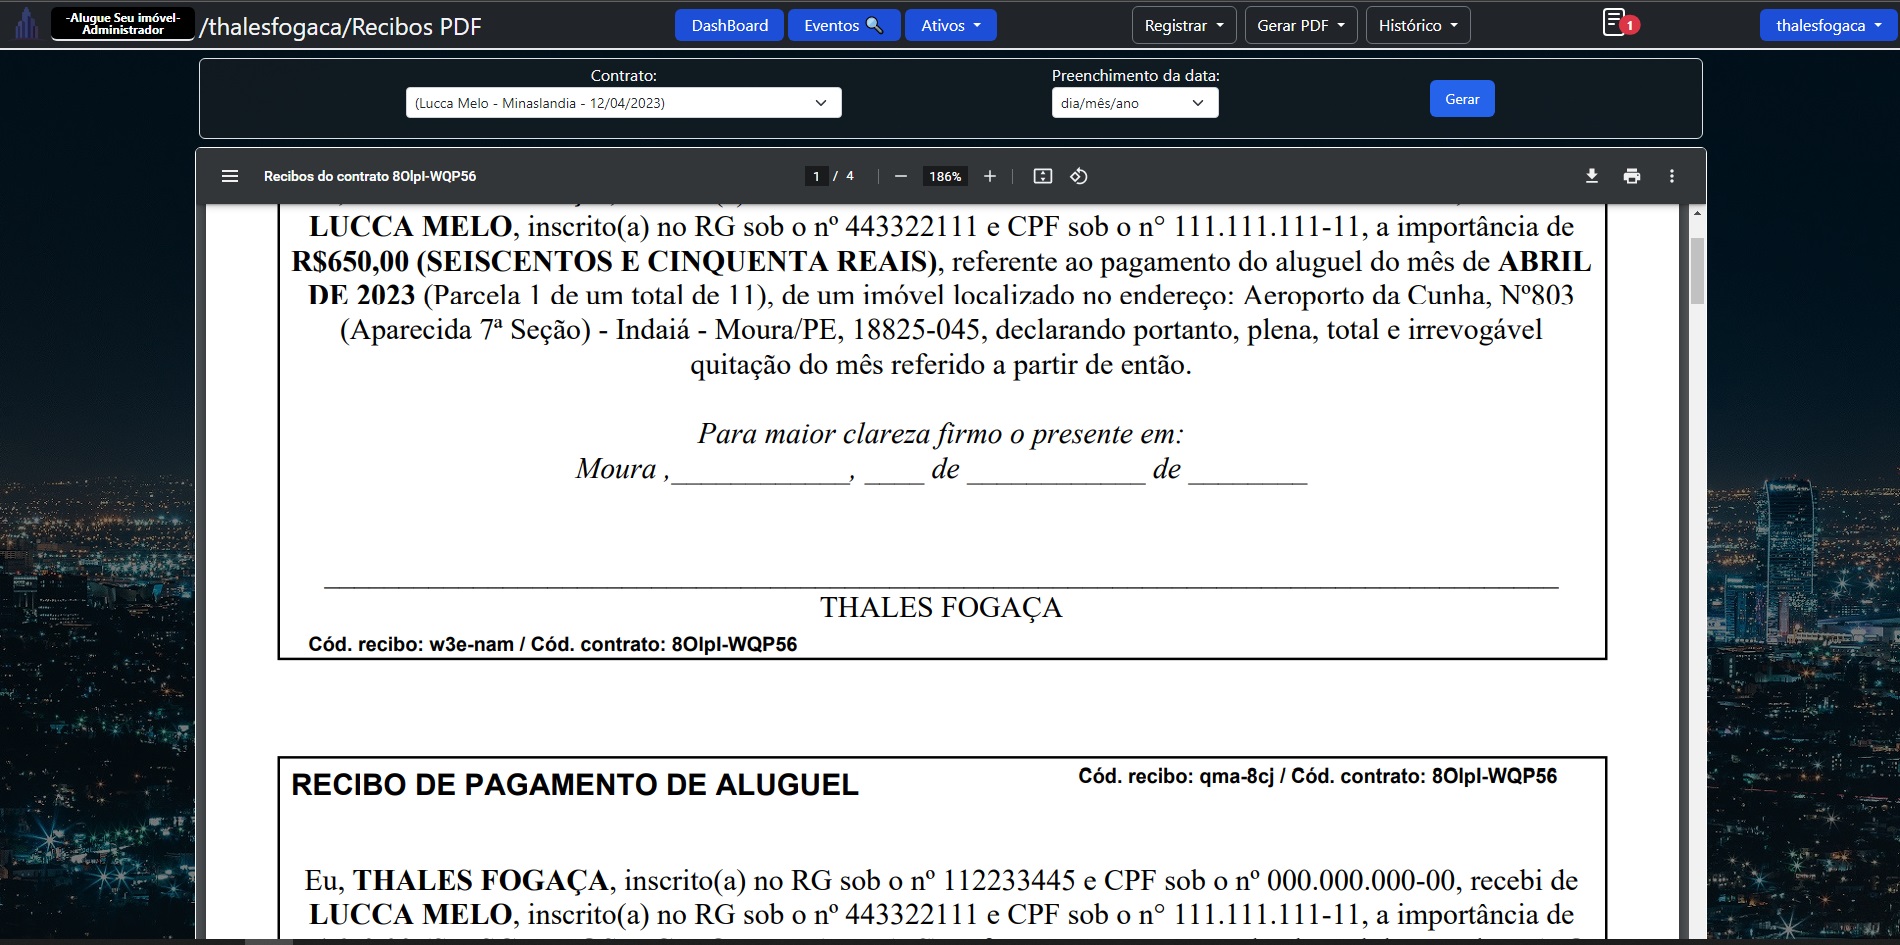 -Alugue Seu imóvel-
Administrador
/thalesfogaca/Recibos PDF
DashBoard
Eventos
Ativos
Registrar
Gerar PDF
Histórico
1
thalesfogaca
Contrato:
Preenchimento da data:
(Lucca Melo - Minaslandia - 12/04/2023)
dia/mês/ano
Gerar
Recibos do contrato 8OlpI-WQP56
1 / 4
186%
LUCCA MELO, inscrito(a) no RG sob o nº 443322111 e CPF sob o n° 111.111.111-11, a importância de
R$650,00 (SEISCENTOS E CINQUENTA REAIS), referente ao pagamento do aluguel do mês de ABRIL
DE 2023 (Parcela 1 de um total de 11), de um imóvel localizado no endereço: Aeroporto da Cunha, Nº803
(Aparecida 7ª Seção) - Indaiá - Moura/PE, 18825-045, declarando portanto, plena, total e irrevogável
quitação do mês referido a partir de então.
Para maior clareza firmo o presente em:
Moura ,____________, ____ de ____________ de ________
THALES FOGAÇA
Cód. recibo: w3e-nam / Cód. contrato: 8OlpI-WQP56
RECIBO DE PAGAMENTO DE ALUGUEL
Cód. recibo: qma-8cj / Cód. contrato: 8OlpI-WQP56
Eu, THALES FOGAÇA, inscrito(a) no RG sob o nº 112233445 e CPF sob o nº 000.000.000-00, recebi de
LUCCA MELO, inscrito(a) no RG sob o nº 443322111 e CPF sob o n° 111.111.111-11, a importância de